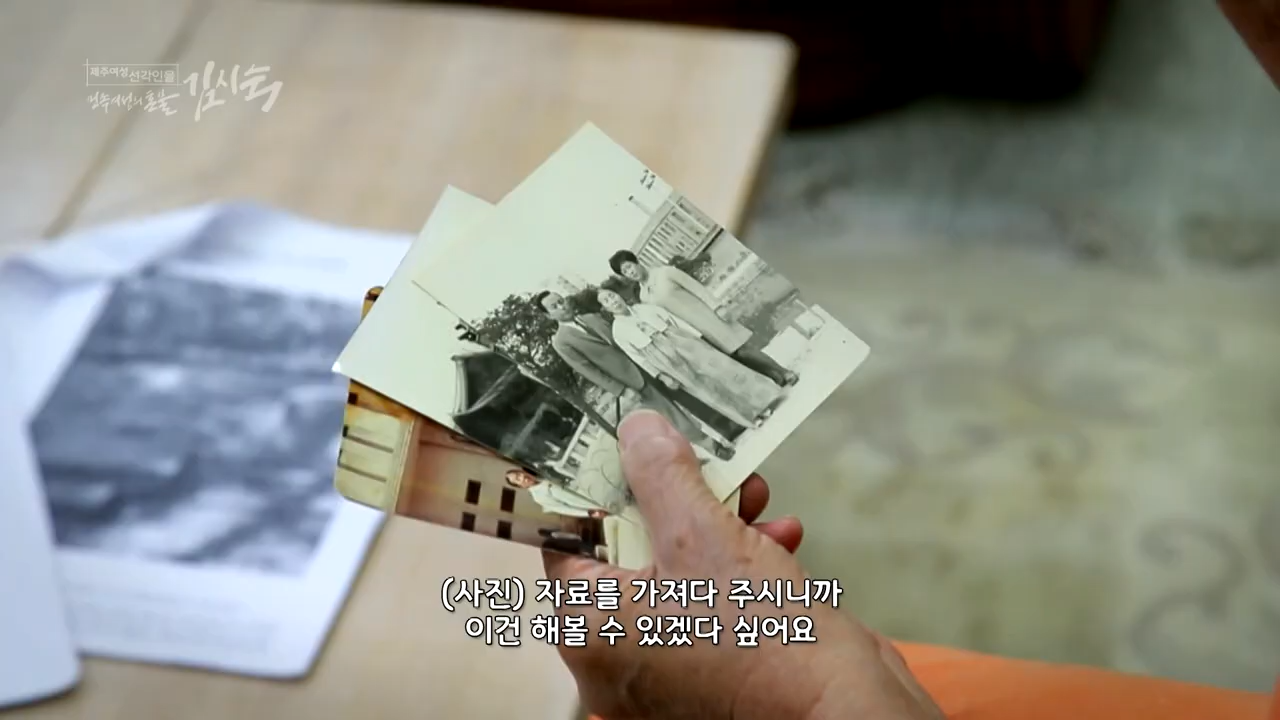 제주여성 선각인물
김시숙
(사진) 자료를 가져다 주시니까
이건 해볼 수 있겠다 싶어요